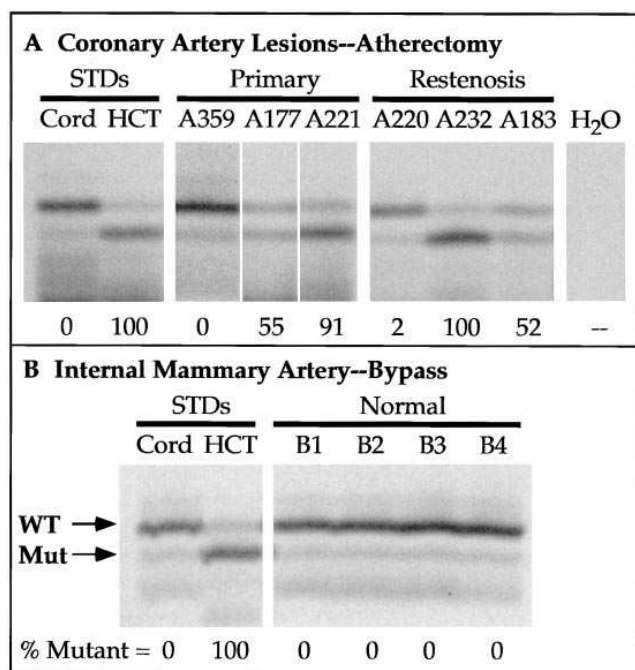 A Coronary Artery Lesions--Atherectomy
STDs Primary Restenosis
Cord HCT A359 A177 A221 A220 A232 A183 H₂O
0 100 0 55 91 2 100 52 --
B Internal Mammary Artery--Bypass
STDs Normal
Cord HCT B1 B2 B3 B4
WT
Mut
% Mutant = 0 100 0 0 0 0